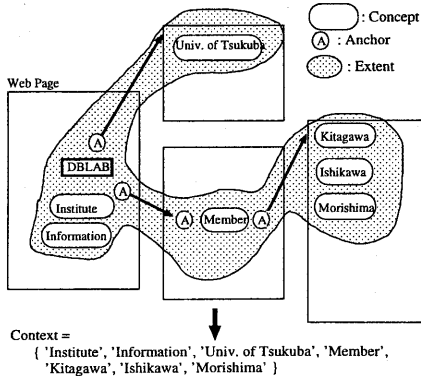 : Concept
A : Anchor
: Extent
Univ. of Tsukuba
Web Page
A
DBLAB
A
Institute
Information
A
Member
A
Kitagawa
Ishikawa
Morishima
Context =
{ 'Institute', 'Information', 'Univ. of Tsukuba', 'Member',
'Kitagawa', 'Ishikawa', 'Morishima' }